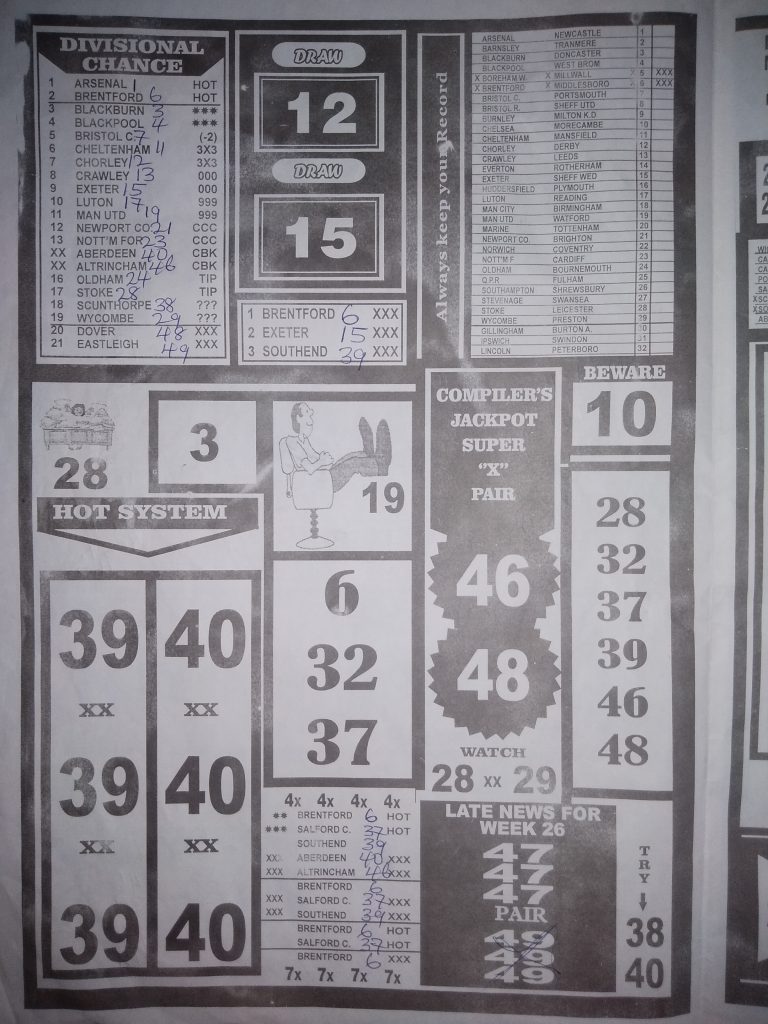 DIVISIONAL
CHANCE
1 ARSENAL 1 HOT
2 BRENTFORD 6 HOT
3 BLACKBURN 3 ***
4 BLACKPOOL 4 ***
5 BRISTOL C. 7 (-2)
6 CHELTENHAM 11 3X3
7 CHORLEY 12 3X3
8 CRAWLEY 13 000
9 EXETER 15 000
10 LUTON 17 999
11 MAN UTD 19 999
12 NEWPORT CO 21 CCC
13 NOTT'M FOR 23 CCC
XX ABERDEEN 40 CBK
XX ALTRINCHAM 46 CBK
16 OLDHAM 24 TIP
17 STOKE 28 TIP
18 SCUNTHORPE 38 ???
19 WYCOMBE 29 ???
20 DOVER 48 XXX
21 EASTLEIGH 49 XXX
DRAW
12
DRAW
15
1 BRENTFORD 6 XXX
2 EXETER 15 XXX
3 SOUTHEND 39 XXX
Always keep your Record
ARSENAL NEWCASTLE 1
BARNSLEY TRANMERE 2
BLACKBURN DONCASTER 3
BLACKPOOL WEST BROM 4
X BOREHAM W. X MILLWALL X 5 XXX
X BRENTFORD X MIDDLESBORO X 6 XXX
BRISTOL C. PORTSMOUTH 7
BRISTOL R. SHEFF UTD 8
BURNLEY MILTON K.D 9
CHELSEA MORECAMBE 10
CHELTENHAM MANSFIELD 11
CHORLEY DERBY 12
CRAWLEY LEEDS 13
EVERTON ROTHERHAM 14
EXETER SHEFF WED 15
HUDDERSFIELD PLYMOUTH 16
LUTON READING 17
MAN CITY BIRMINGHAM 18
MAN UTD WATFORD 19
MARINE TOTTENHAM 20
NEWPORT CO. BRIGHTON 21
NORWICH COVENTRY 22
NOTT'M F CARDIFF 23
OLDHAM BOURNEMOUTH 24
Q.P.R FULHAM 25
SOUTHAMPTON SHREWSBURY 26
STEVENAGE SWANSEA 27
STOKE LEICESTER 28
WYCOMBE PRESTON 29
GILLINGHAM BURTON A. 30
IPSWICH SWINDON 31
LINCOLN PETERBORO 32
28
3
19
HOT SYSTEM
39 40
XX XX
39 40
XX XX
39 40
6
32
37
COMPILER'S
JACKPOT
SUPER
"X"
PAIR
46
48
WATCH
28 XX 29
BEWARE
10
28
32
37
39
46
48
4x 4x 4x 4x
** BRENTFORD 6 HOT
*** SALFORD C. 37 HOT
SOUTHEND 39
XXX ABERDEEN 40 XXX
XXX ALTRINCHAM 46 XXX
BRENTFORD 6
XXX SALFORD C. 37 XXX
XXX SOUTHEND 39 XXX
BRENTFORD 6 HOT
SALFORD C. 37 HOT
BRENTFORD 6 XXX
7x 7x 7x 7x
LATE NEWS FOR
WEEK 26
47
47
47
PAIR
49
49
49
TRY
38
40